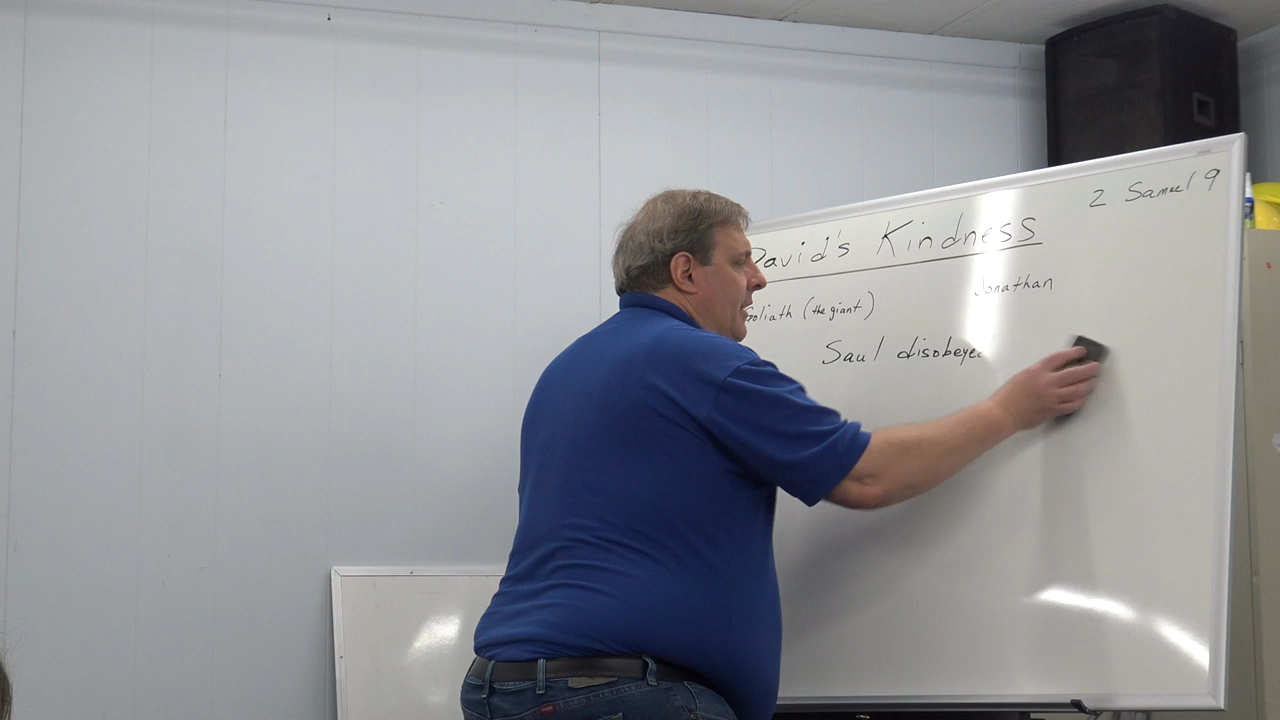 2 Samuel 9
David's Kindness
Jonathan
Goliath (the giant)
Saul disobeyed